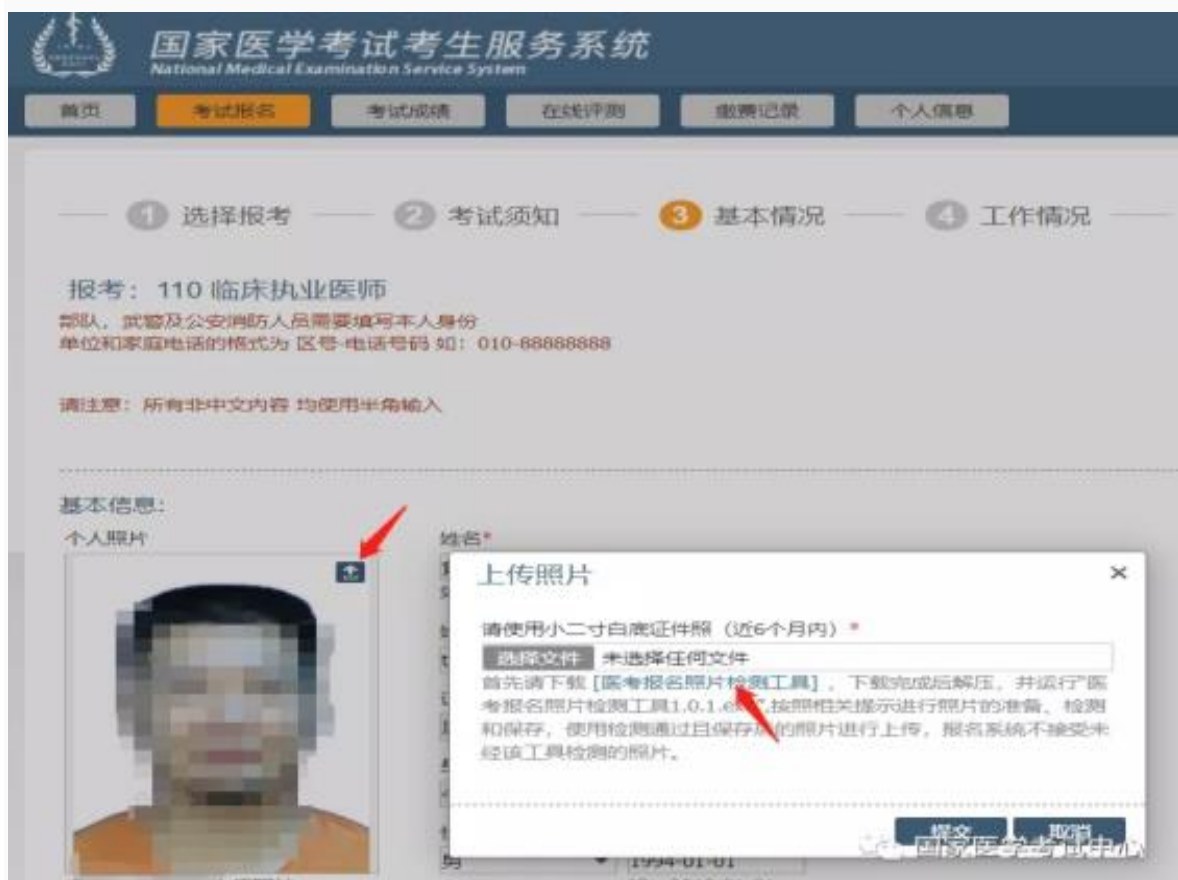 国家医学考试考生服务系统
National Medical Examination Service System
首页 考试报名 考试成绩 在线评测 缴费记录 个人信息
1 选择报考 2 考试须知 3 基本情况 4 工作情况
报考： 110 临床执业医师
部队，武警及公安消防人员需要填写本人身份
单位和家庭电话的格式为 区号-电话号码 如：010-88888888
请注意：所有非中文内容 均使用半角输入
基本信息:
个人照片
姓名*
上传照片 ×
请使用小二寸白底证件照（近6个月内） *
选择文件 未选择任何文件
首先请下载 [医考报名照片检测工具] ，下载完成后解压，并运行"医
考报名照片检测工具1.0.1.exe",按照相关提示进行照片的准备、检测
和保存，使用检测通过且保存后的照片进行上传，报名系统不接受未
经该工具检测的照片。
提交 取消
国家医学考试中心
男 1994-01-01